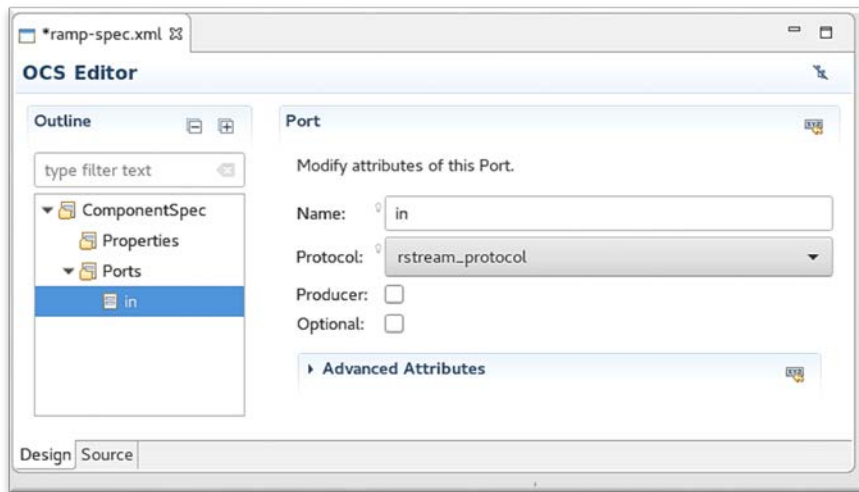 *ramp-spec.xml
OCS Editor
Outline
type filter text
ComponentSpec
Properties
Ports
in
Port
Modify attributes of this Port.
Name: in
Protocol: rstream_protocol
Producer:
Optional:
Advanced Attributes
Design Source